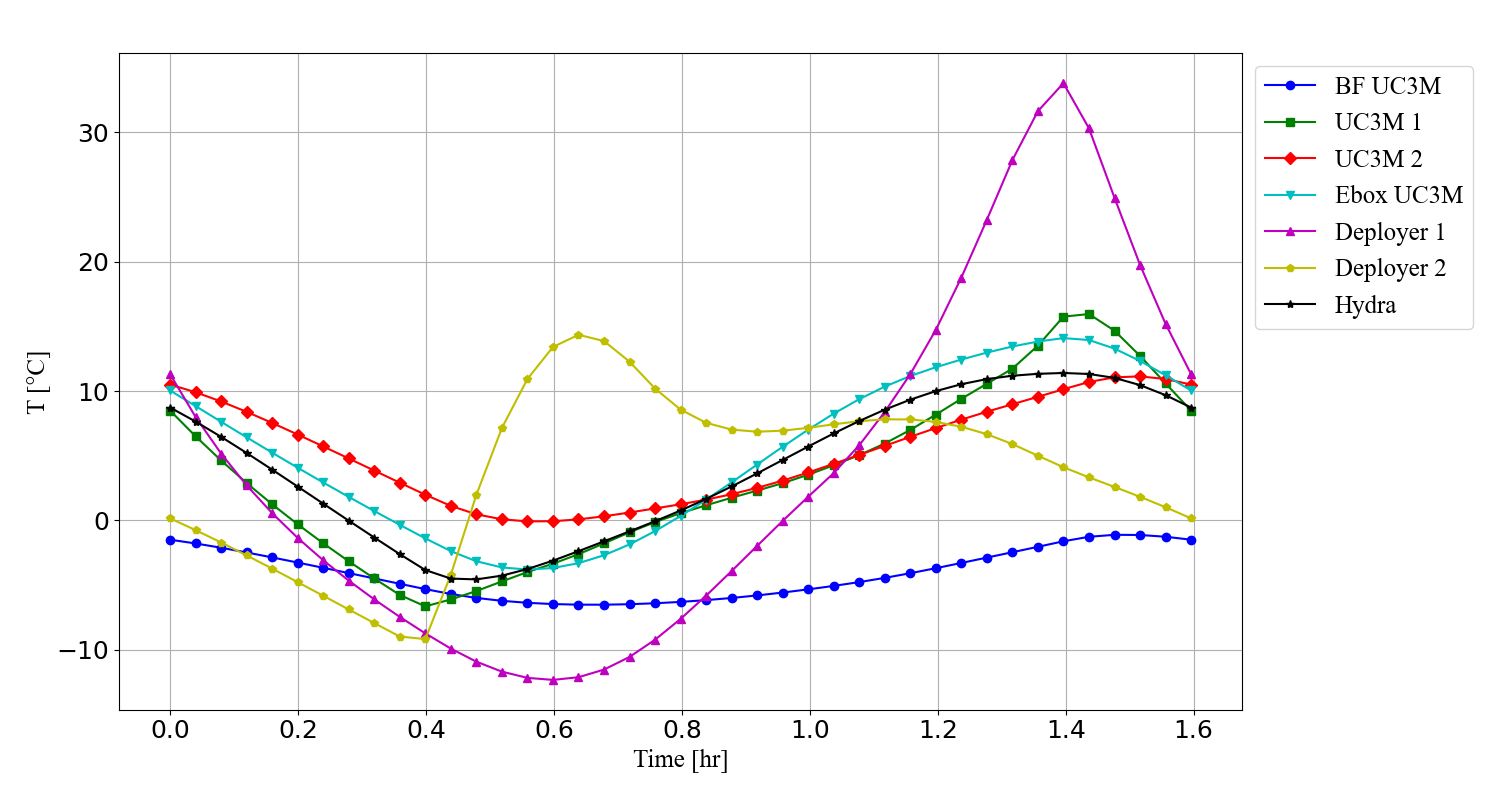 T [°C]
30
20
10
0
−10
0.0 0.2 0.4 0.6 0.8 1.0 1.2 1.4 1.6
Time [hr]
BF UC3M
UC3M 1
UC3M 2
Ebox UC3M
Deployer 1
Deployer 2
Hydra